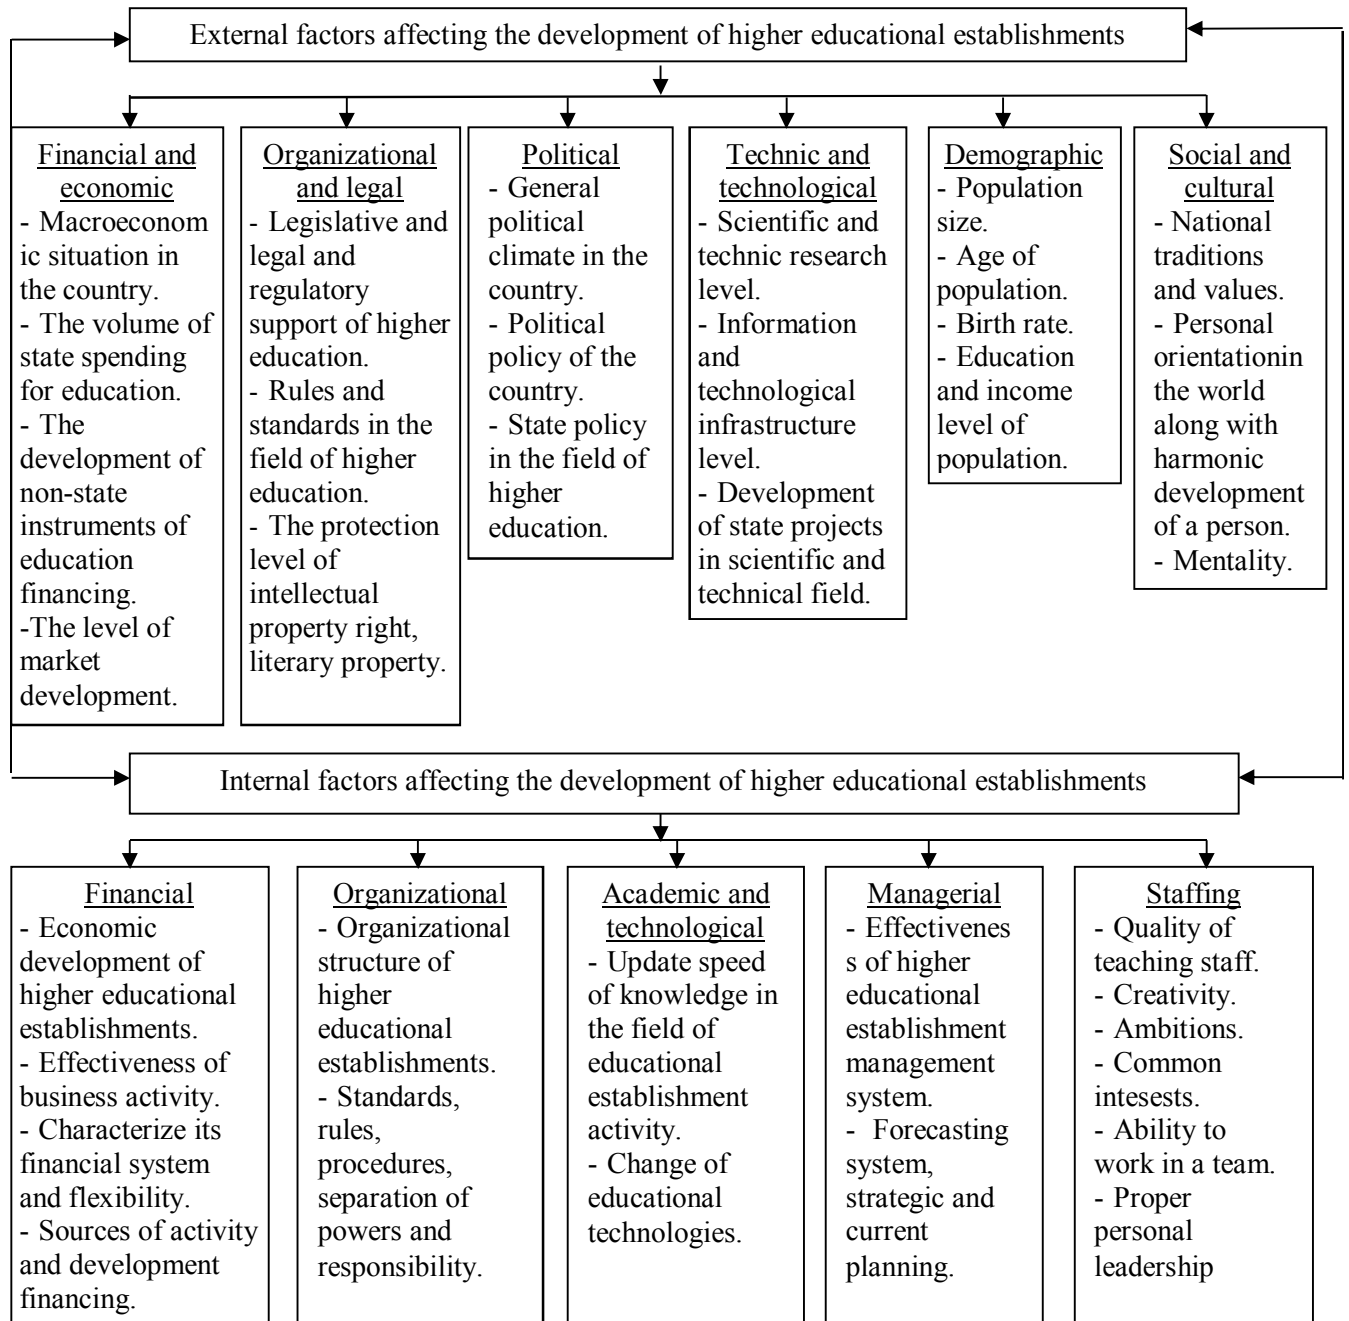 External factors affecting the development of higher educational establishments
Financial and
economic
- Macroeconom
ic situation in
the country.
- The volume of
state spending
for education.
- The
development of
non-state
instruments of
education
financing.
-The level of
market
development.
Organizational
and legal
- Legislative and
legal and
regulatory
support of higher
education.
- Rules and
standards in the
field of higher
education.
- The protection
level of
intellectual
property right,
literary property.
Political
- General
political
climate in the
country.
- Political
policy of the
country.
- State policy
in the field of
higher
education.
Technic and
technological
- Scientific and
technic research
level.
- Information
and
technological
infrastructure
level.
- Development
of state projects
in scientific and
technical field.
Demographic
- Population
size.
- Age of
population.
- Birth rate.
- Education
and income
level of
population.
Social and
cultural
- National
traditions
and values.
- Personal
orientationin
the world
along with
harmonic
development
of a person.
- Mentality.
Internal factors affecting the development of higher educational establishments
Financial
- Economic
development of
higher educational
establishments.
- Effectiveness of
business activity.
- Characterize its
financial system
and flexibility.
- Sources of activity
and development
financing.
Organizational
- Organizational
structure of
higher
educational
establishments.
- Standards,
rules,
procedures,
separation of
powers and
responsibility.
Academic and
technological
- Update speed
of knowledge in
the field of
educational
establishment
activity.
- Change of
educational
technologies.
Managerial
- Effectivenes
s of higher
educational
establishment
management
system.
- Forecasting
system,
strategic and
current
planning.
Staffing
- Quality of
teaching staff.
- Creativity.
- Ambitions.
- Common
intesests.
- Ability to
work in a team.
- Proper
personal
leadership